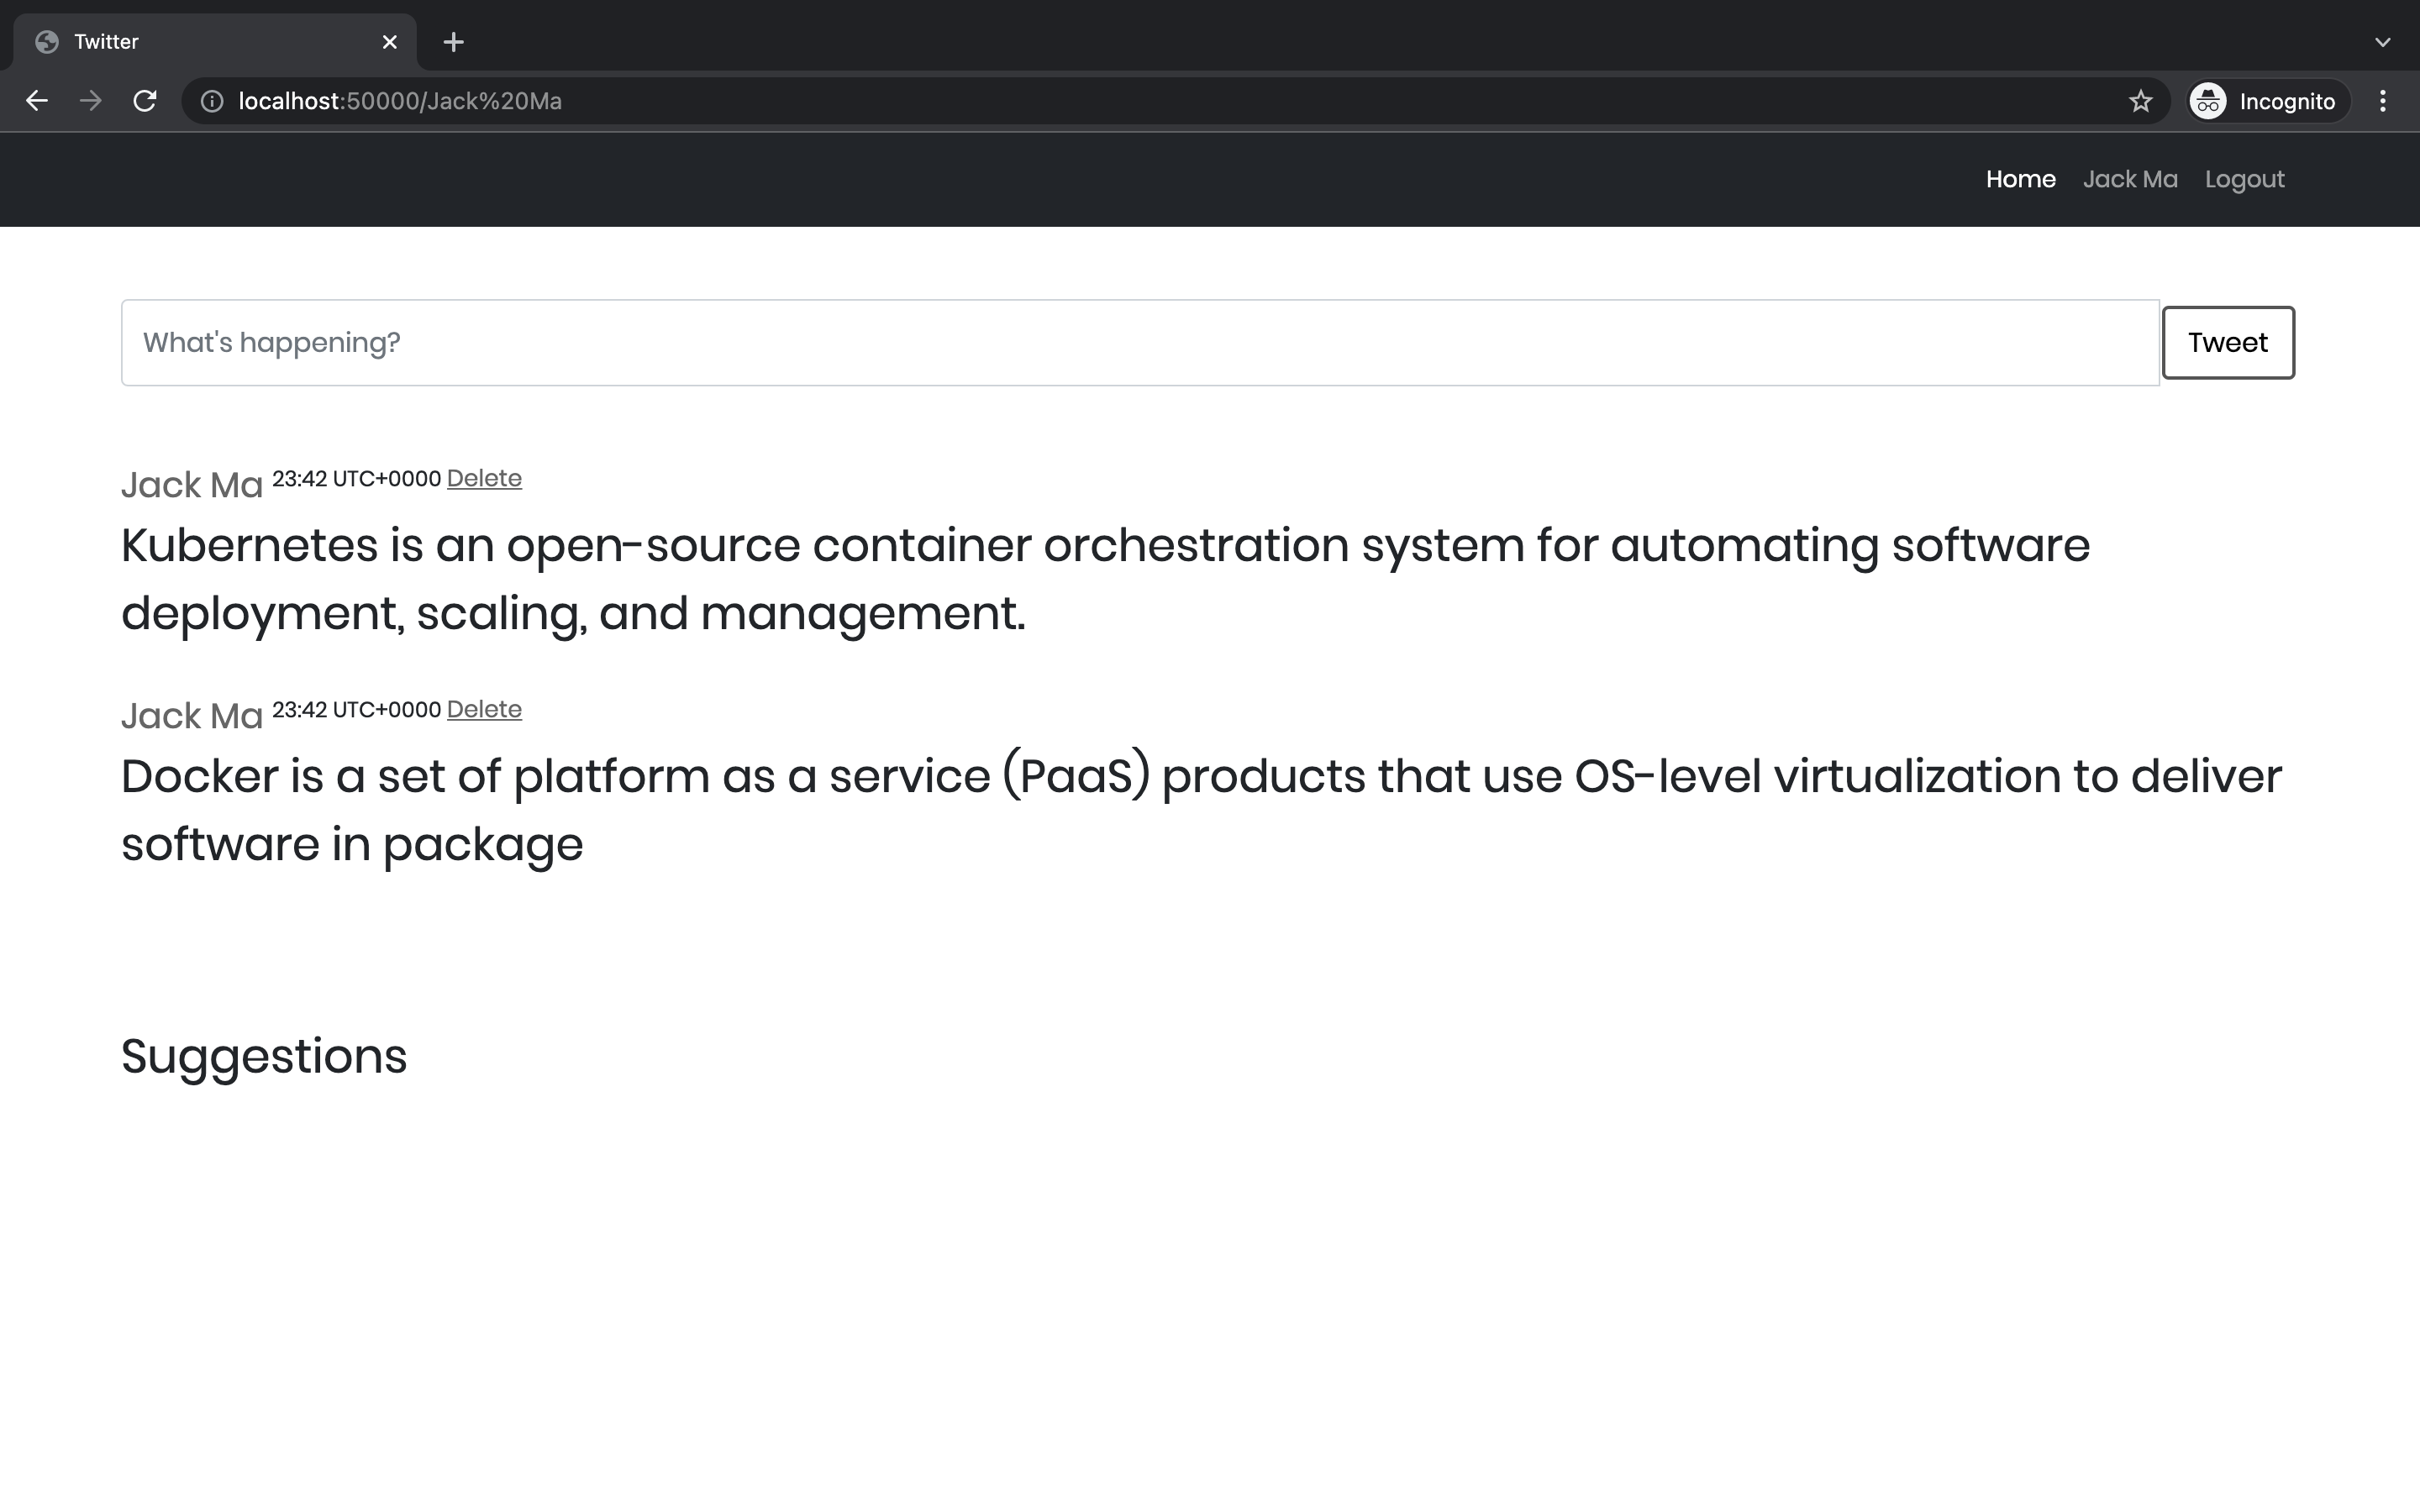 Twitter
localhost:50000/Jack%20Ma
Incognito
Home Jack Ma Logout
What's happening?
Tweet
Jack Ma 23:42 UTC+0000 Delete
Kubernetes is an open-source container orchestration system for automating software
deployment, scaling, and management.
Jack Ma 23:42 UTC+0000 Delete
Docker is a set of platform as a service (PaaS) products that use OS-level virtualization to deliver
software in package
Suggestions